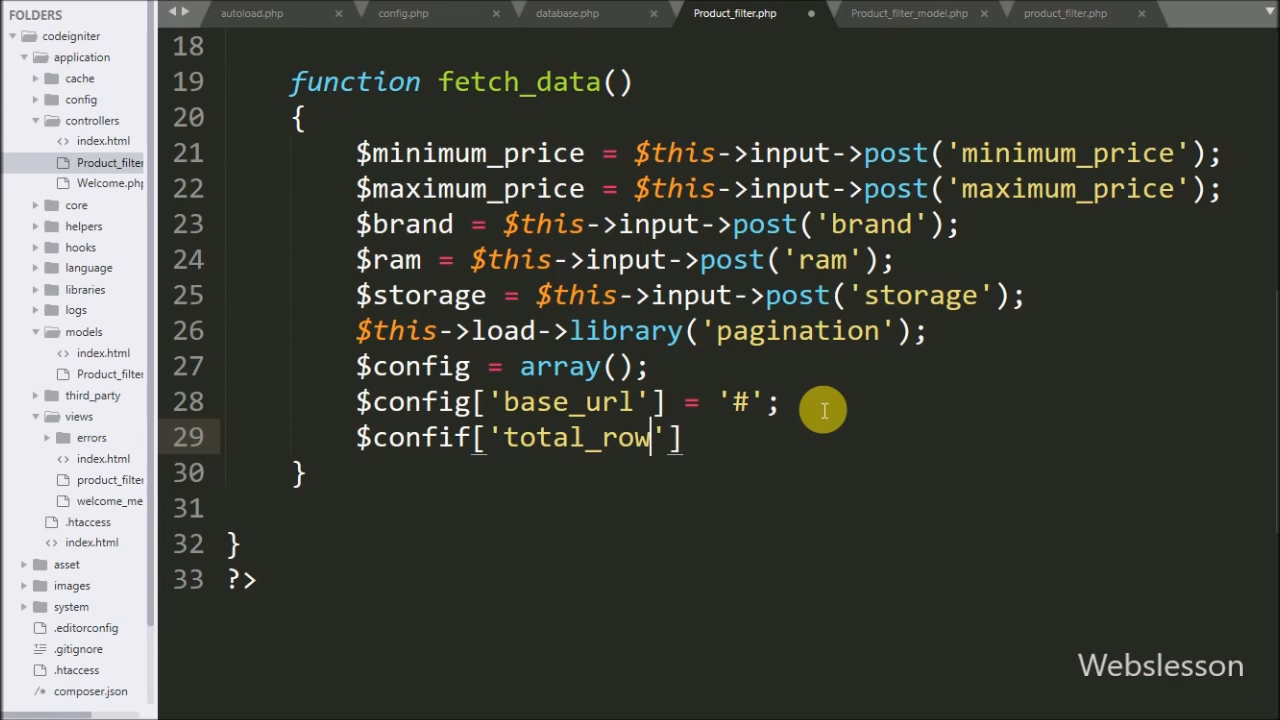 FOLDERS
codeigniter
application
cache
config
controllers
index.html
Product_filter
Welcome.php
core
helpers
hooks
language
libraries
logs
models
index.html
Product_filter
third_party
views
errors
index.html
product_filter
welcome_me
.htaccess
index.html
asset
images
system
.editorconfig
.gitignore
.htaccess
composer.json
autoload.php
config.php
database.php
Product_filter.php
Product_filter_model.php
product_filter.php
18
19 function fetch_data()
20 {
21 $minimum_price = $this->input->post('minimum_price');
22 $maximum_price = $this->input->post('maximum_price');
23 $brand = $this->input->post('brand');
24 $ram = $this->input->post('ram');
25 $storage = $this->input->post('storage');
26 $this->load->library('pagination');
27 $config = array();
28 $config['base_url'] = '#';
29 $confif['total_row']
30 }
31
32 }
33 ?>
Webslesson